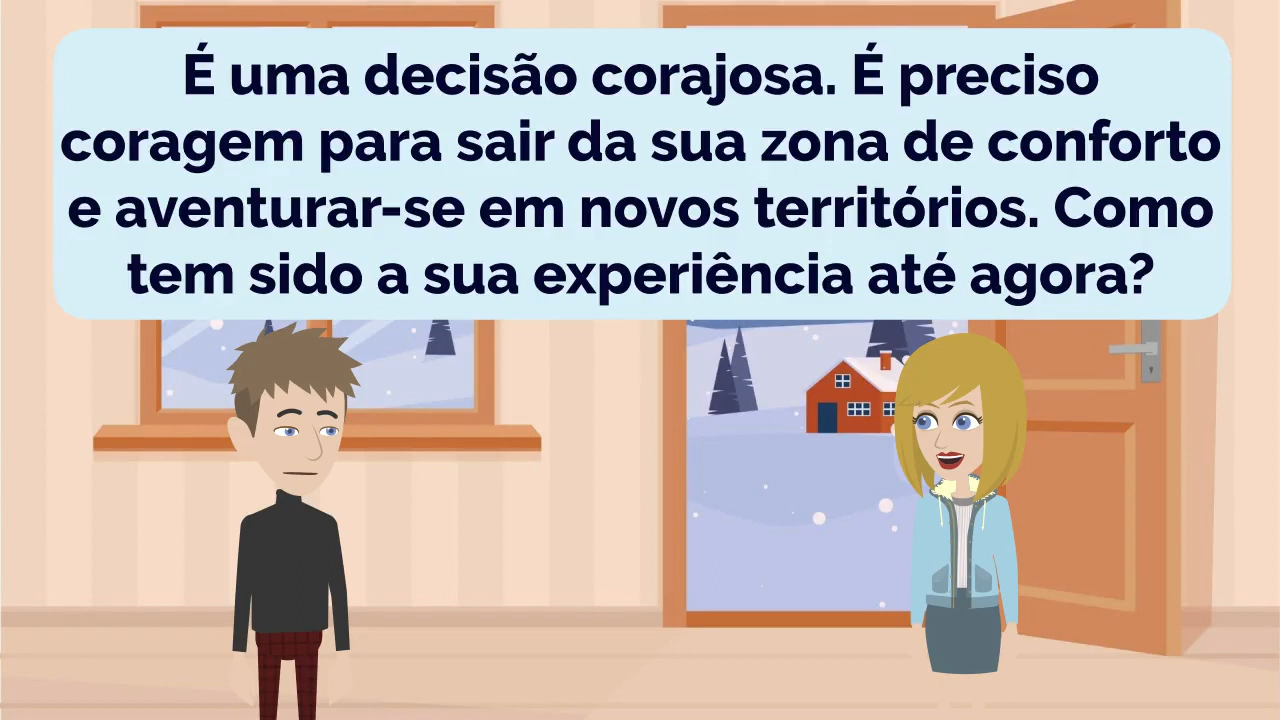 É uma decisão corajosa. É preciso
coragem para sair da sua zona de conforto
e aventurar-se em novos territórios. Como
tem sido a sua experiência até agora?